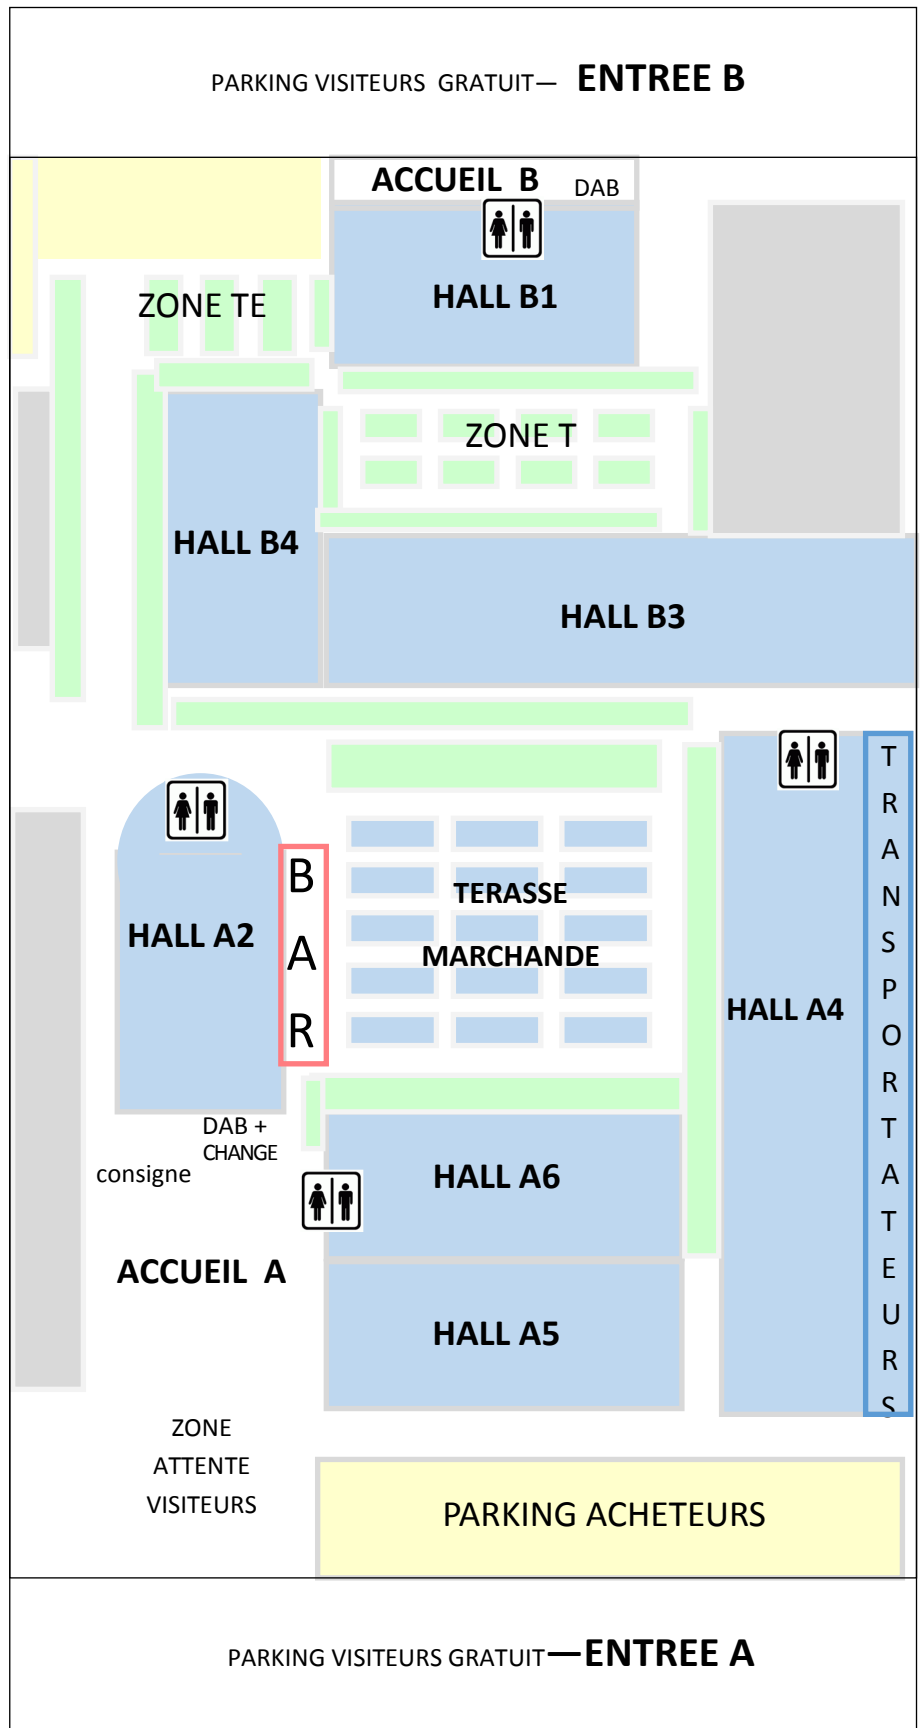 PARKING VISITEURS GRATUIT— ENTREE B
ACCUEIL B
DAB
HALL B1
ZONE TE
ZONE T
HALL B4
HALL B3
TRANSPORTATEURS
BAR
TERASSE
MARCHANDE
HALL A2
HALL A4
DAB +
CHANGE
consigne
HALL A6
ACCUEIL A
HALL A5
ZONE
ATTENTE
VISITEURS
PARKING ACHETEURS
PARKING VISITEURS GRATUIT—ENTREE A